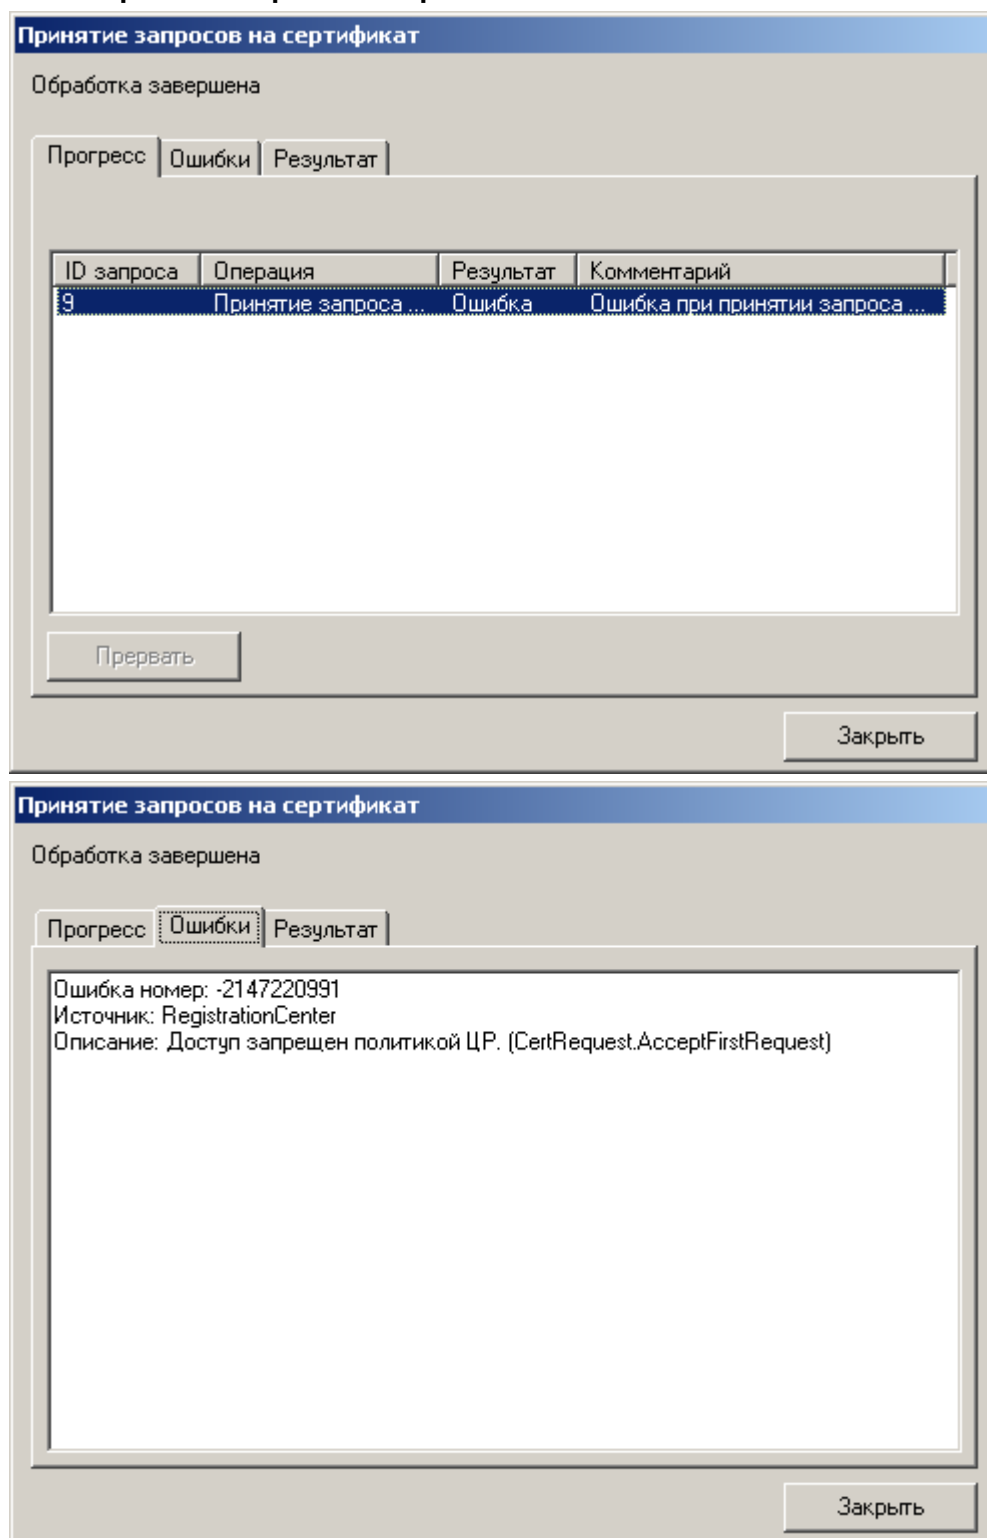 Принятие запросов на сертификат
Обработка завершена
Прогресс Ошибки Результат
ID запроса Операция Результат Комментарий
9 Принятие запроса ... Ошибка Ошибка при принятии запроса ...
Прервать
Закрыть
Принятие запросов на сертификат
Обработка завершена
Прогресс Ошибки Результат
Ошибка номер: -2147220991
Источник: RegistrationCenter
Описание: Доступ запрещен политикой ЦР. (CertRequest.AcceptFirstRequest)
Закрыть